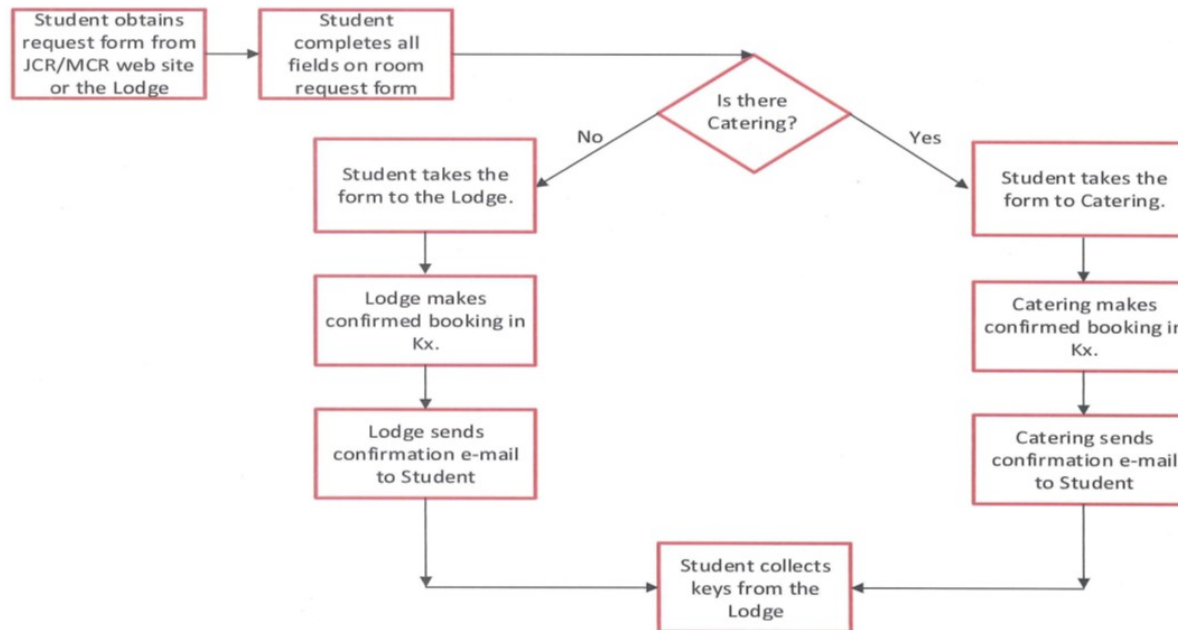 Student obtains
request form from
JCR/MCR web site
or the Lodge
Student
completes all
fields on room
request form
Is there
Catering?
No
Yes
Student takes the
form to the Lodge.
Student takes the
form to Catering.
Lodge makes
confirmed booking in
Kx.
Catering makes
confirmed booking in
Kx.
Lodge sends
confirmation e-mail
to Student
Catering sends
confirmation e-mail
to Student
Student collects
keys from the
Lodge